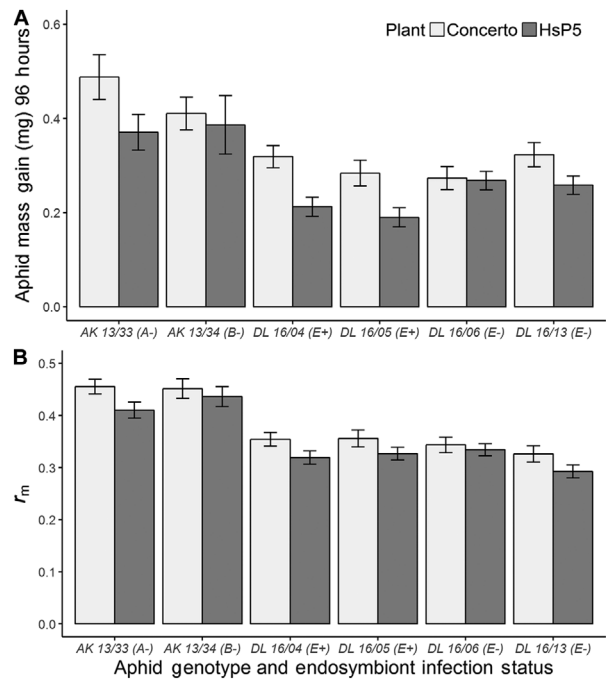 A
Aphid mass gain (mg) 96 hours
Plant Concerto HsP5
0.6
0.4
0.2
0.0
AK 13/33 (A-) AK 13/34 (B-) DL 16/04 (E+) DL 16/05 (E+) DL 16/06 (E-) DL 16/13 (E-)
B
rm
0.5
0.4
0.3
0.2
0.1
0.0
AK 13/33 (A-) AK 13/34 (B-) DL 16/04 (E+) DL 16/05 (E+) DL 16/06 (E-) DL 16/13 (E-)
Aphid genotype and endosymbiont infection status